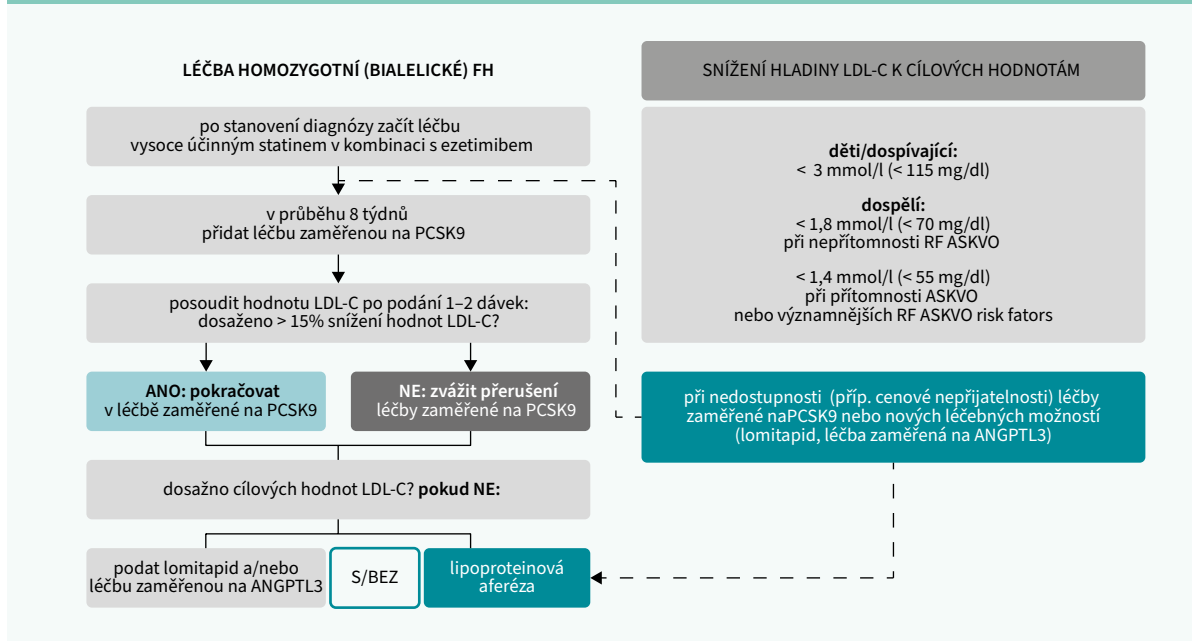 LÉČBA HOMOZYGOTNÍ (BIALELICKÉ) FH
po stanovení diagnózy začít léčbu
vysoce účinným statinem v kombinaci s ezetimibem
v průběhu 8 týdnů
přidat léčbu zaměřenou na PCSK9
posoudit hodnotu LDL-C po podání 1–2 dávek:
dosaženo > 15% snížení hodnot LDL-C?
ANO: pokračovat
v léčbě zaměřené na PCSK9
NE: zvážit přerušení
léčby zaměřené na PCSK9
dosažno cílových hodnot LDL-C? pokud NE:
podat lomitapid a/nebo
léčbu zaměřenou na ANGPTL3
S/BEZ
lipoproteinová
aferéza
SNÍŽENÍ HLADINY LDL-C K CÍLOVÝCH HODNOTÁM
děti/dospívající:
< 3 mmol/l (< 115 mg/dl)
dospělí:
< 1,8 mmol/l (< 70 mg/dl)
při nepřítomnosti RF ASKVO
< 1,4 mmol/l (< 55 mg/dl)
při přítomnosti ASKVO
nebo významnějších RF ASKVO risk fators
při nedostupnosti (příp. cenové nepřijatelnosti) léčby
zaměřené naPCSK9 nebo nových léčebných možností
(lomitapid, léčba zaměřená na ANGPTL3)